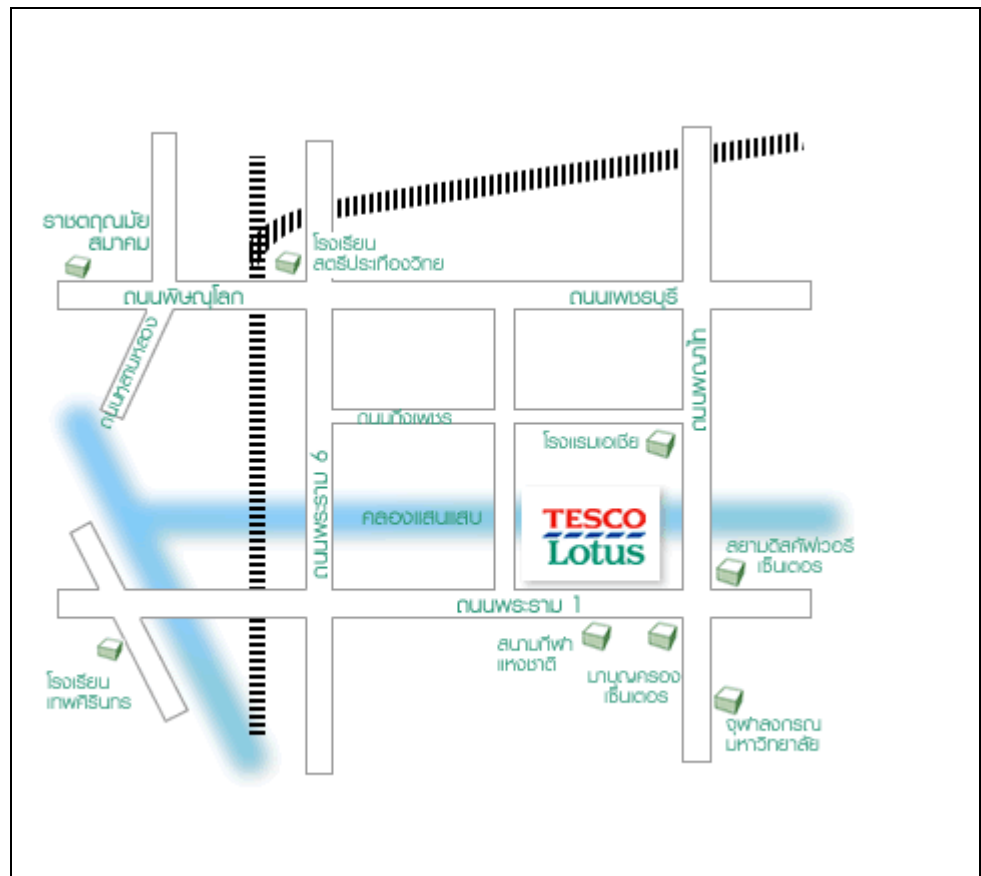 ราชตฤณมัย
สมาคม
โรงเรียน
สตรีประเทืองวิทย
ถนนพิษณุโลก
ถนนเพชรบุรี
ถนนหลานหลวง
ถนนพญาไท
ถนนกิ่งเพชร
โรงแรมเอเชีย
ถนนพระราม 6
คลองแสนแสบ
TESCO
Lotus
สยามดิสคัฟเวอรี
เซ็นเตอร
ถนนพระราม 1
สนามกีฬา
แหงชาติ
มาบุญครอง
เซ็นเตอร
โรงเรียน
เทพศิรินทร
จุฬาลงกรณ
มหาวิทยาลัย